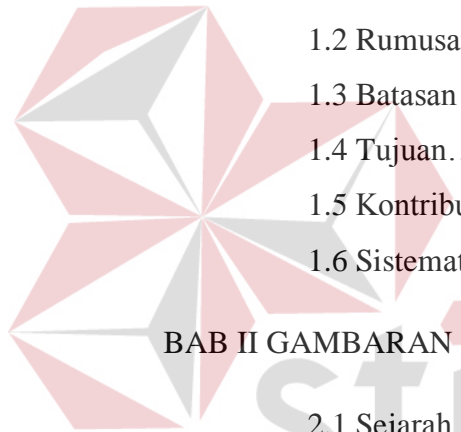 1.2 Rumusa
1.3 Batasan
1.4 Tujuan.
1.5 Kontribu
1.6 Sistemat
BAB II GAMBARAN
2.1 Sejarah